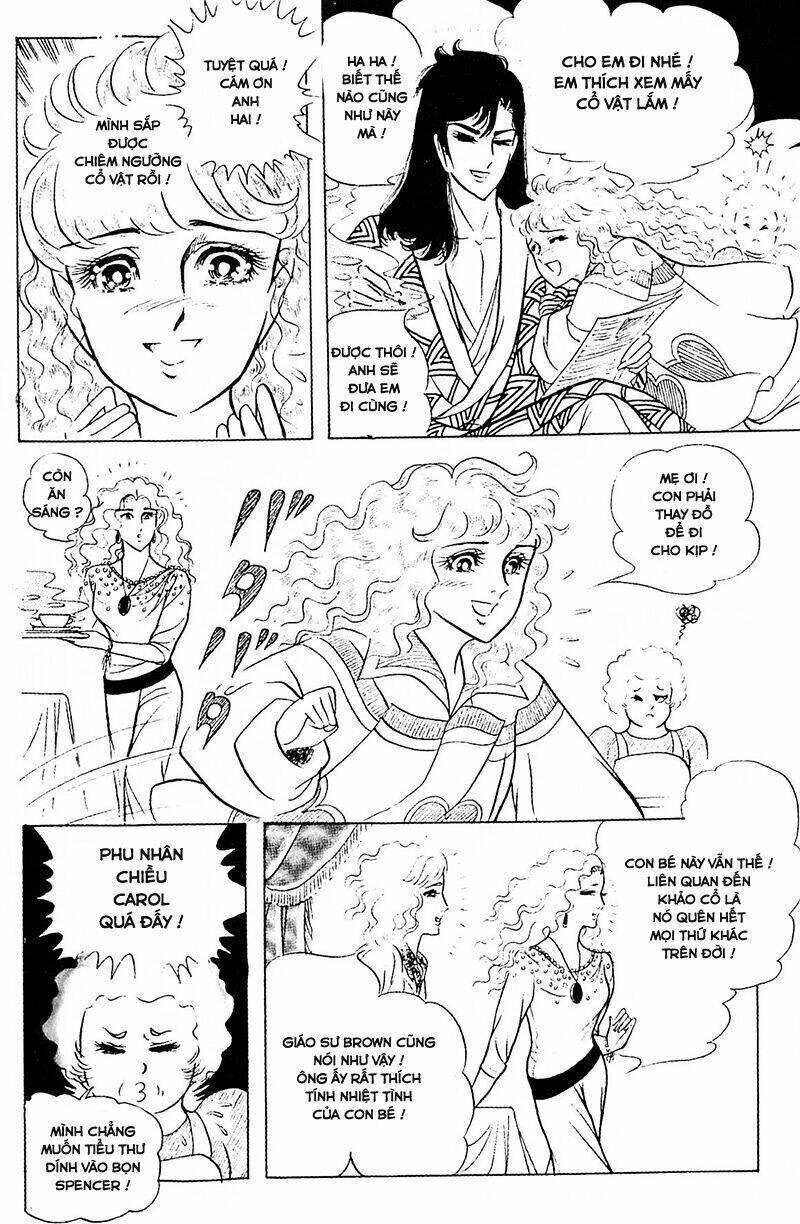 CHO EM ĐI NHÉ !
EM THÍCH XEM MẤY
CỔ VẬT LẮM !
HA HA !
BIẾT THẾ
NÀO CŨNG
NHƯ NÀY
MÀ !
ĐƯỢC THÔI !
ANH SẼ
ĐƯA EM
ĐI CÙNG !
TUYỆT QUÁ !
CÁM ƠN
ANH
HAI !
MÌNH SẮP
ĐƯỢC
CHIÊM NGƯỠNG
CỔ VẬT RỒI !
CÒN
ĂN
SÁNG ?
MẸ ƠI !
CON PHẢI
THAY ĐỒ
ĐỂ ĐI
CHO KỊP !
PHU NHÂN
CHIỀU
CAROL
QUÁ ĐẤY !
MÌNH CHẲNG
MUỐN TIỂU THƯ
DÍNH VÀO BỌN
SPENCER !
CON BÉ NÀY VẪN THẾ !
LIÊN QUAN ĐẾN
KHẢO CỔ LÀ
NÓ QUÊN HẾT
MỌI THỨ KHÁC
TRÊN ĐỜI !
GIÁO SƯ BROWN CŨNG
NÓI NHƯ VẬY !
ÔNG ẤY RẤT THÍCH
TÍNH NHIỆT TÌNH
CỦA CON BÉ !